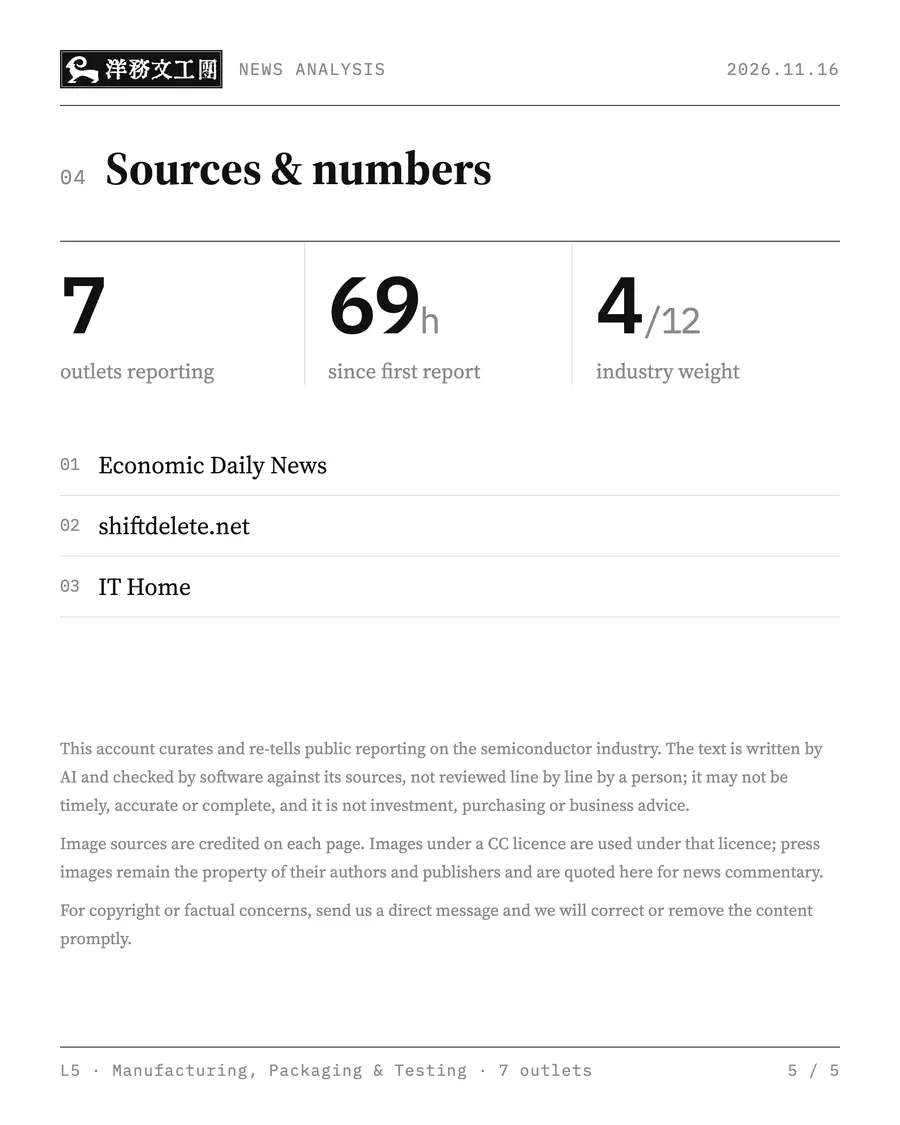 洋務文工團 NEWS ANALYSIS 2026.11.16
04 Sources & numbers
7 69h 4/12
outlets reporting since first report industry weight
01 Economic Daily News
02 shiftdelete.net
03 IT Home
This account curates and re-tells public reporting on the semiconductor industry. The text is written by
AI and checked by software against its sources, not reviewed line by line by a person; it may not be
timely, accurate or complete, and it is not investment, purchasing or business advice.
Image sources are credited on each page. Images under a CC licence are used under that licence; press
images remain the property of their authors and publishers and are quoted here for news commentary.
For copyright or factual concerns, send us a direct message and we will correct or remove the content
promptly.
L5 · Manufacturing, Packaging & Testing · 7 outlets 5 / 5